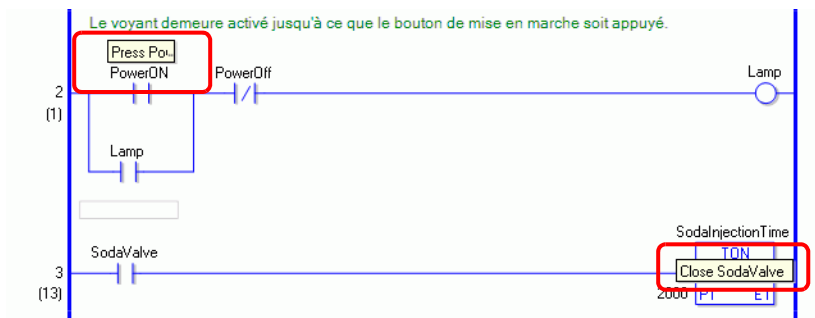 Le voyant demeure activé jusqu'à ce que le bouton de mise en marche soit appuyé.
Press Po...
PowerON PowerOff Lamp
2
(1)
Lamp
SodaInjectionTime
SodaValve TON
3 Close SodaValve
(13) 2000 PT ET